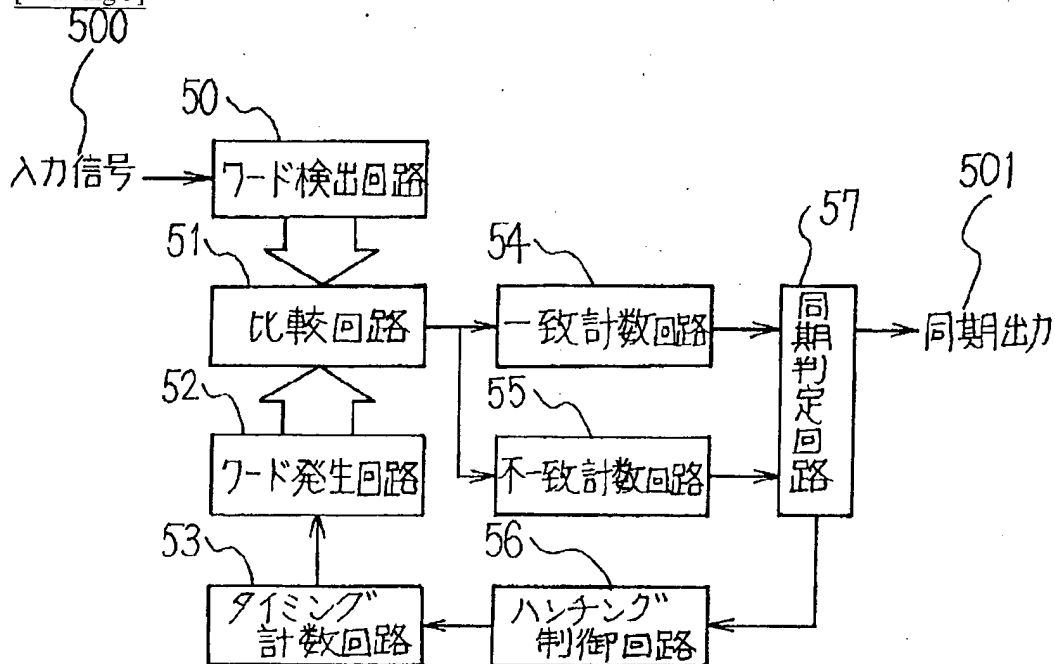 500
50
入力信号
ワード検出回路
501
57
51
54
比較回路
一致計数回路
同期判定回路
同期出力
52
55
ワード発生回路
不一致計数回路
53
56
タイミング
計数回路
ハンチング
制御回路